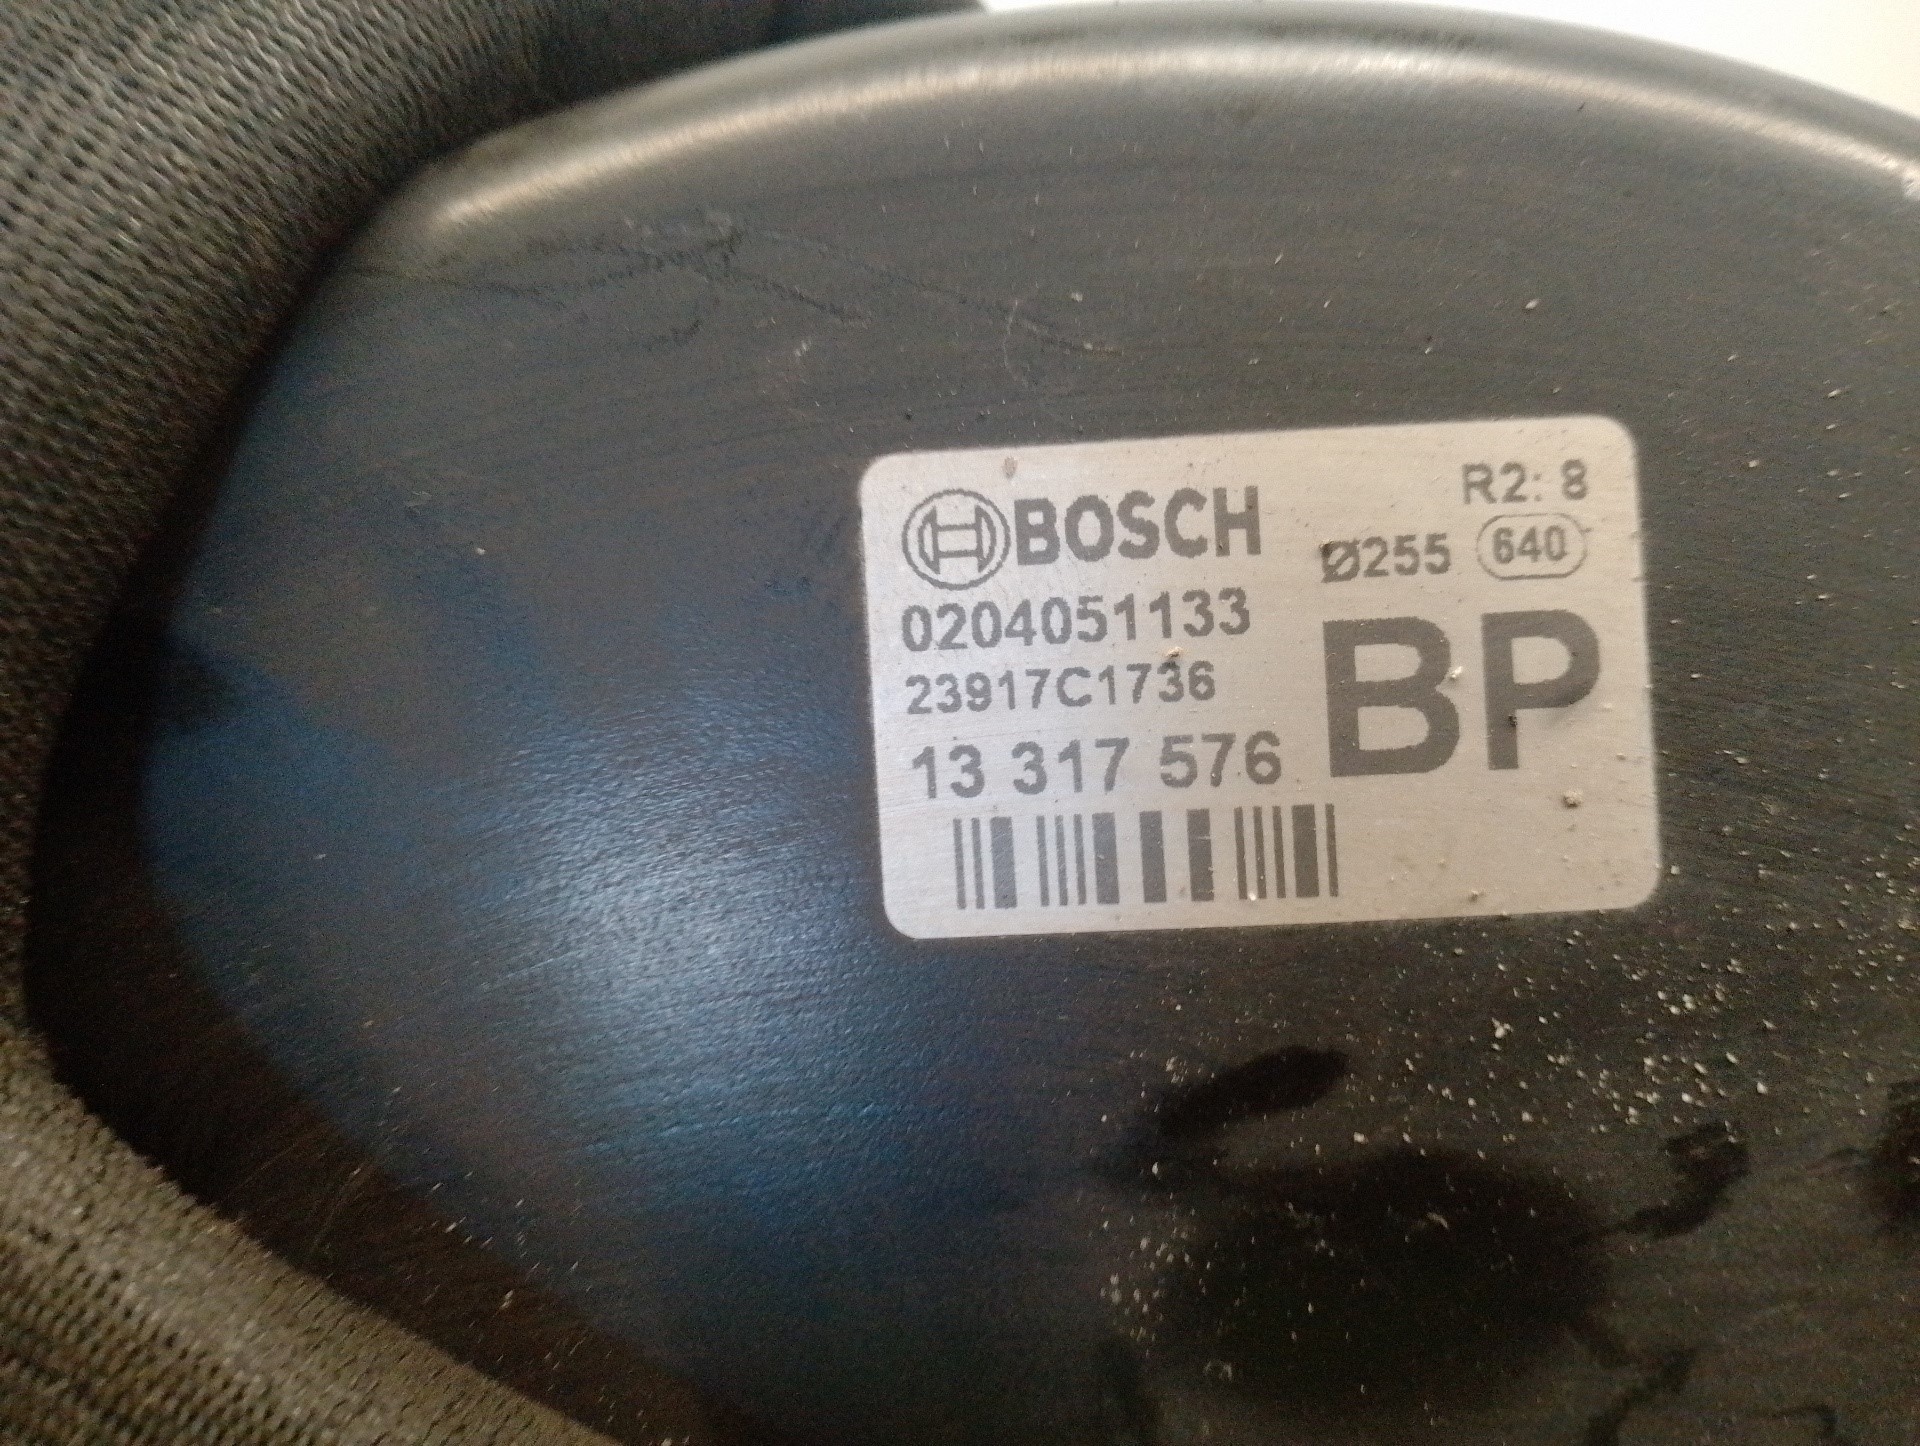 BOSCH
R2: 8
Ø255 640
0204051133
23917C1736
13 317 576
BP